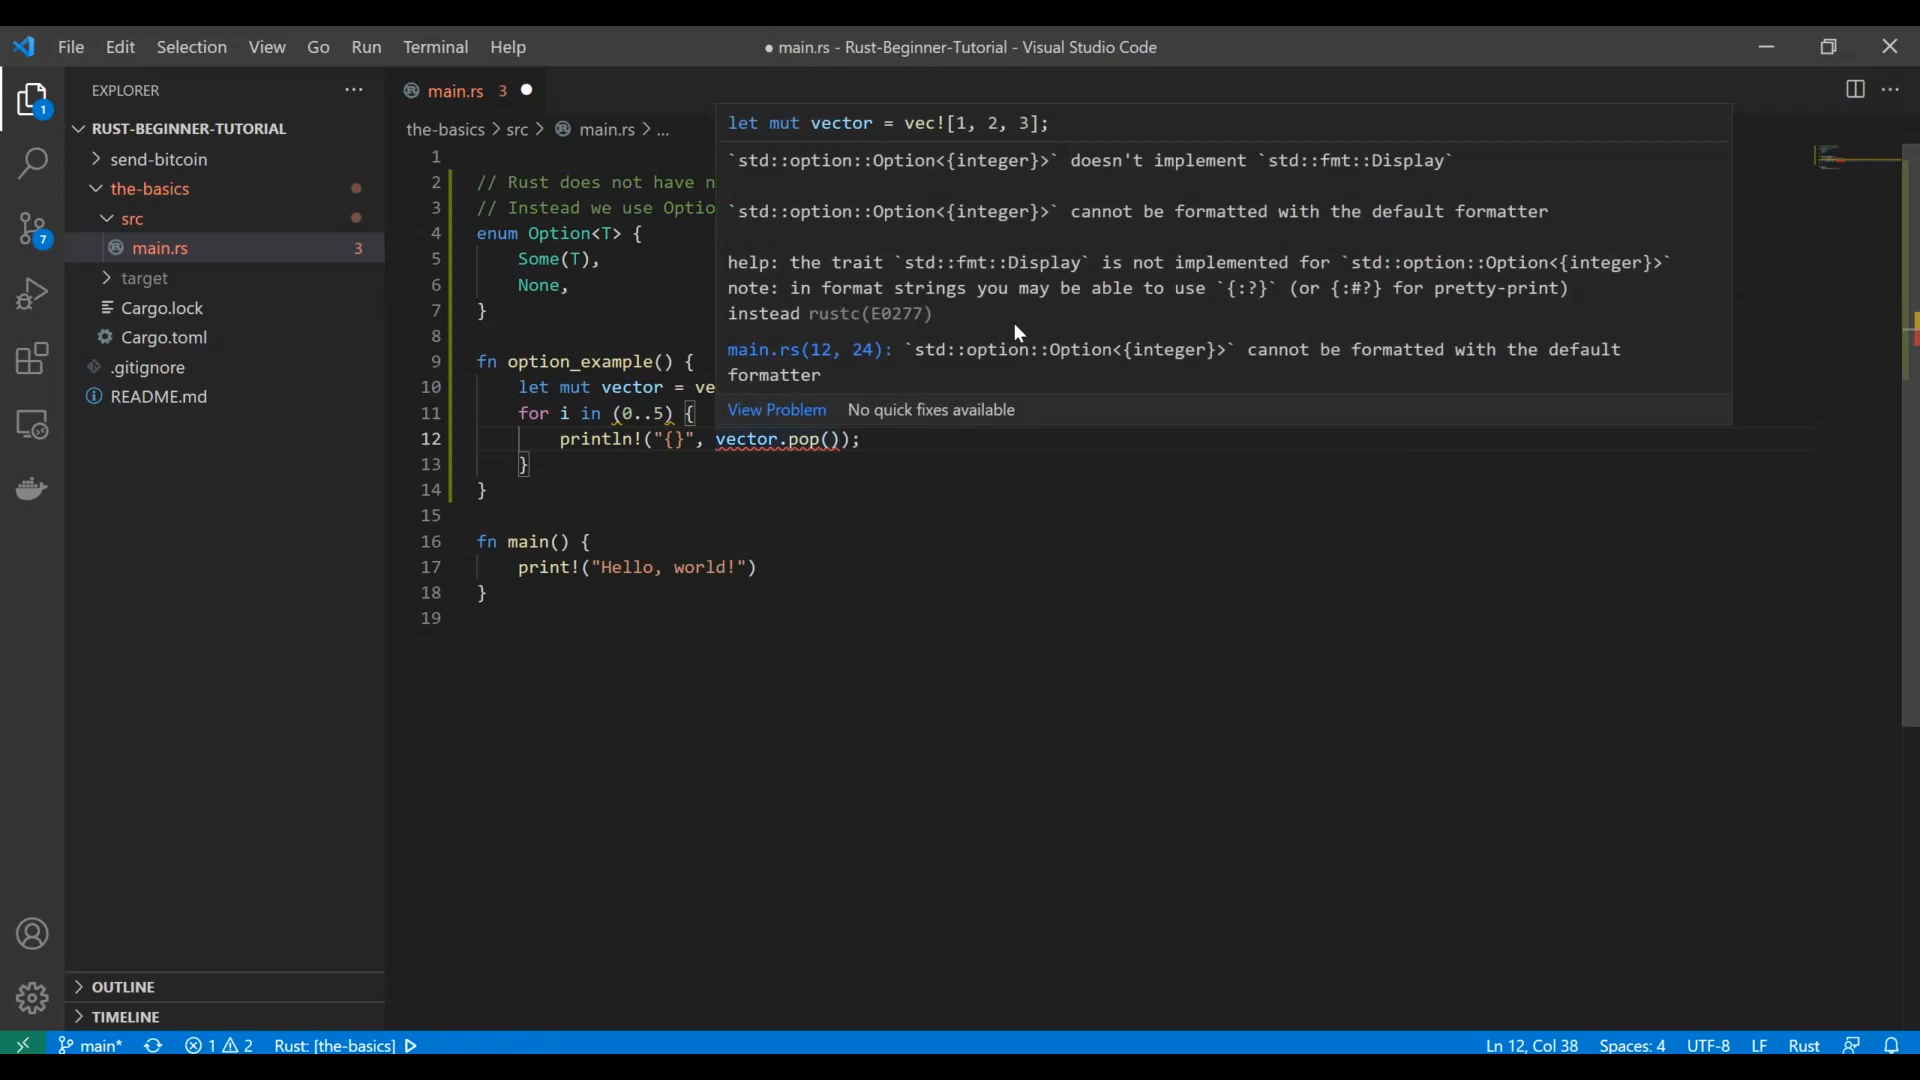 File Edit Selection View Go Run Terminal Help
● main.rs - Rust-Beginner-Tutorial - Visual Studio Code
EXPLORER
RUST-BEGINNER-TUTORIAL
send-bitcoin
the-basics
src
main.rs 3
target
Cargo.lock
Cargo.toml
.gitignore
README.md
OUTLINE
TIMELINE
1
7
main.rs 3
the-basics > src > main.rs > ...
1
2 // Rust does not have n
3 // Instead we use Optio
4 enum Option<T> {
5 Some(T),
6 None,
7 }
8
9 fn option_example() {
10 let mut vector = ve
11 for i in (0..5) {
12 println!("{}", vector.pop());
13 }
14 }
15
16 fn main() {
17 print!("Hello, world!")
18 }
19
let mut vector = vec![1, 2, 3];
`std::option::Option<{integer}>` doesn't implement `std::fmt::Display`
`std::option::Option<{integer}>` cannot be formatted with the default formatter
help: the trait `std::fmt::Display` is not implemented for `std::option::Option<{integer}>`
note: in format strings you may be able to use `{:?}` (or {:#?} for pretty-print)
instead rustc(E0277)
main.rs(12, 24): `std::option::Option<{integer}>` cannot be formatted with the default
formatter
View Problem No quick fixes available
main* 1 2 Rust: [the-basics] Ln 12, Col 38 Spaces: 4 UTF-8 LF Rust